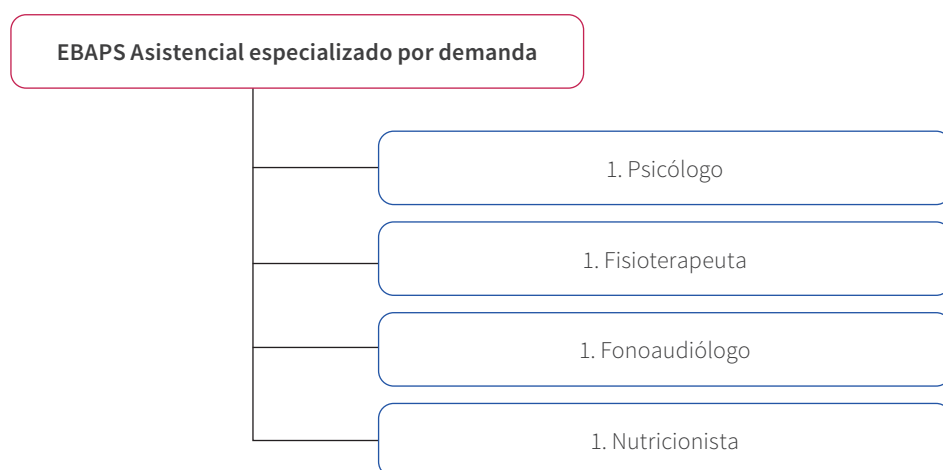 EBAPS Asistencial especializado por demanda
1. Psicólogo
1. Fisioterapeuta
1. Fonoaudiólogo
1. Nutricionista